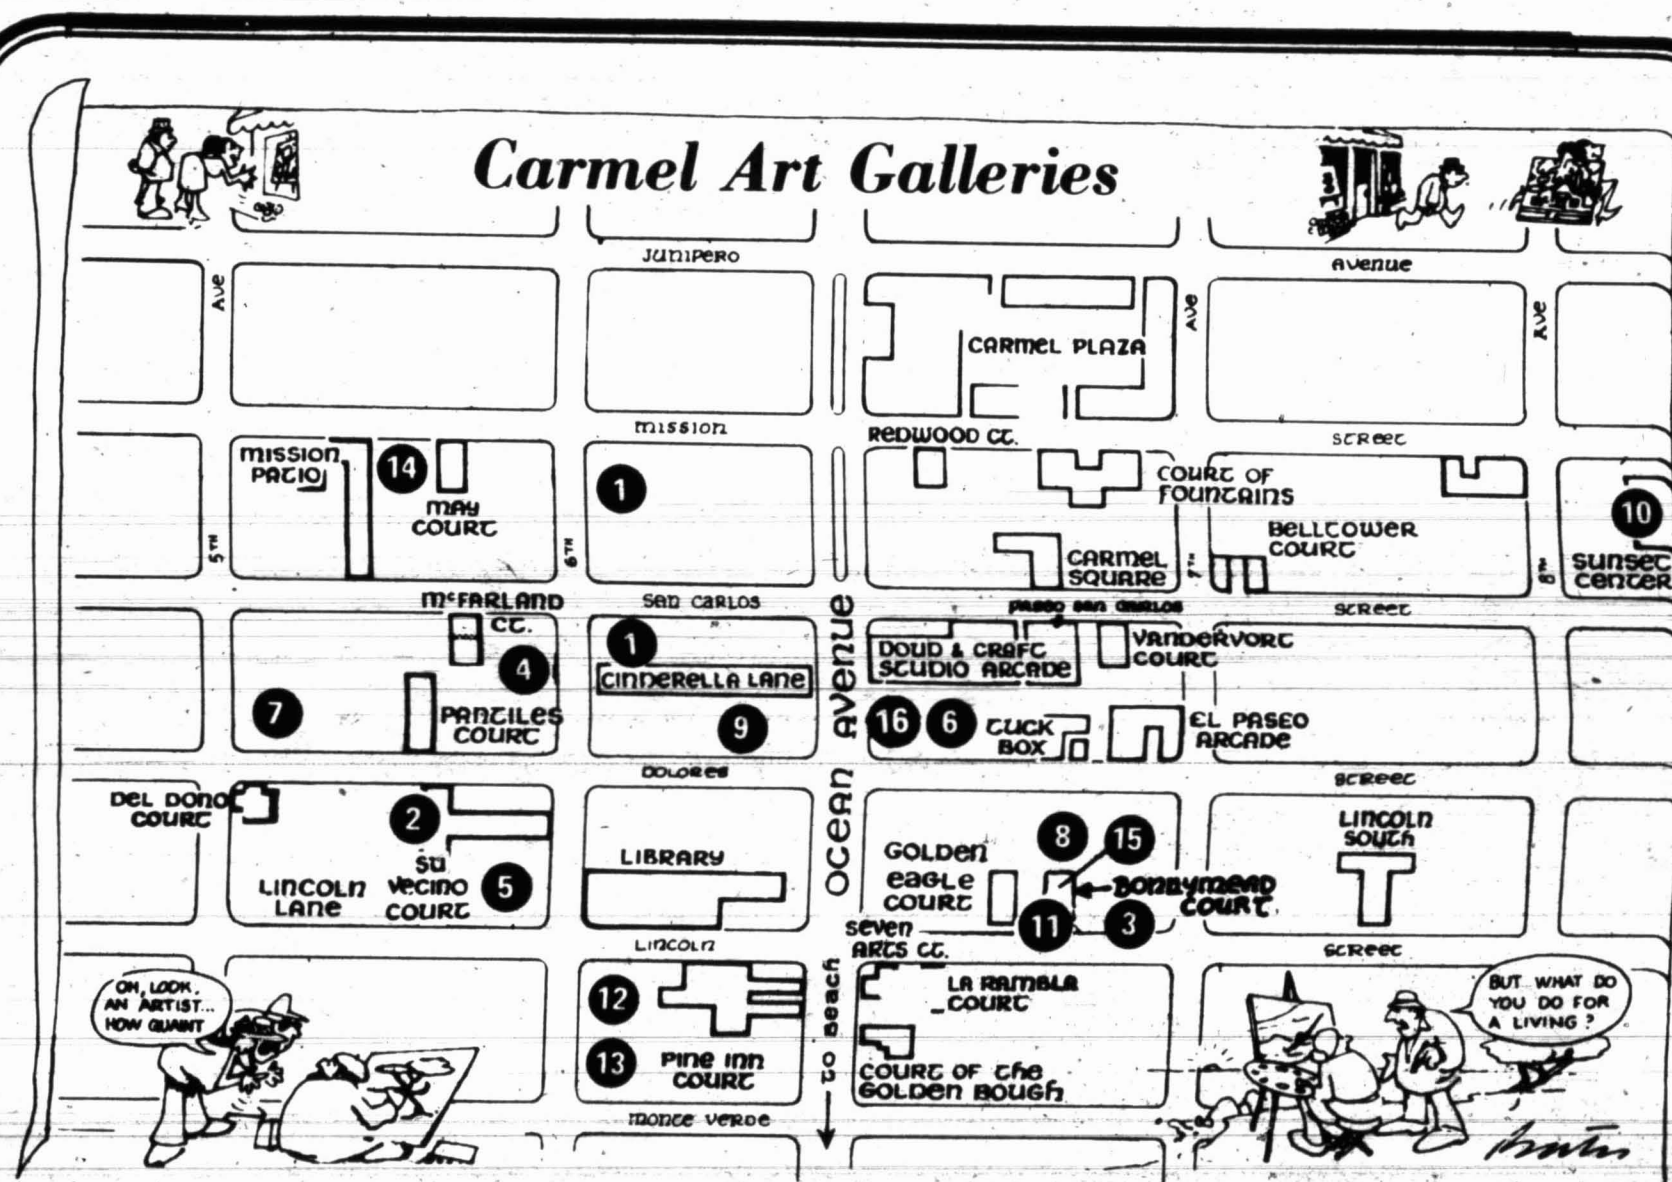 Carmel Art Galleries
JUNIPERO
AVENUE
AVE
AVE
AVE
CARMEL PLAZA
MISSION
STREET
REDWOOD CT.
MISSION
PATIO
14
MAY
COURT
1
COURT OF
FOUNTAINS
BELLTOWER
COURT
10
SUNSET
CENTER
CARMEL
SQUARE
5TH
6TH
7TH
8TH
SAN CARLOS
STREET
PASEO SAN CARLOS
McFARLAND
CT.
4
1
CINDERELLA LANE
DOUD & CRAFT
STUDIO ARCADE
VANDERVORT
COURT
7
PANTILES
COURT
9
16
6
TUCK
BOX
EL PASEO
ARCADE
OCEAN AVENUE
DOLORES
STREET
DEL DONO
COURT
2
SU
VECINO
COURT
5
LINCOLN
LANE
LIBRARY
GOLDEN
EAGLE
COURT
8
15
BONNYMEAD
COURT
11
3
LINCOLN
SOUTH
LINCOLN
STREET
SEVEN
ARTS CT.
12
13
PINE INN
COURT
LA RAMBLA
COURT
COURT OF THE
GOLDEN BOUGH
TO BEACH
MONTE VERDE
OH, LOOK.
AN ARTIST...
HOW QUAINT
BUT WHAT DO
YOU DO FOR
A LIVING?